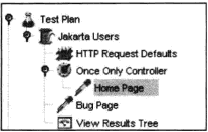 Test Plan
Jakarta Users
HTTP Request Defaults
Once Only Controller
Home Page
Bug Page
View Results Tree